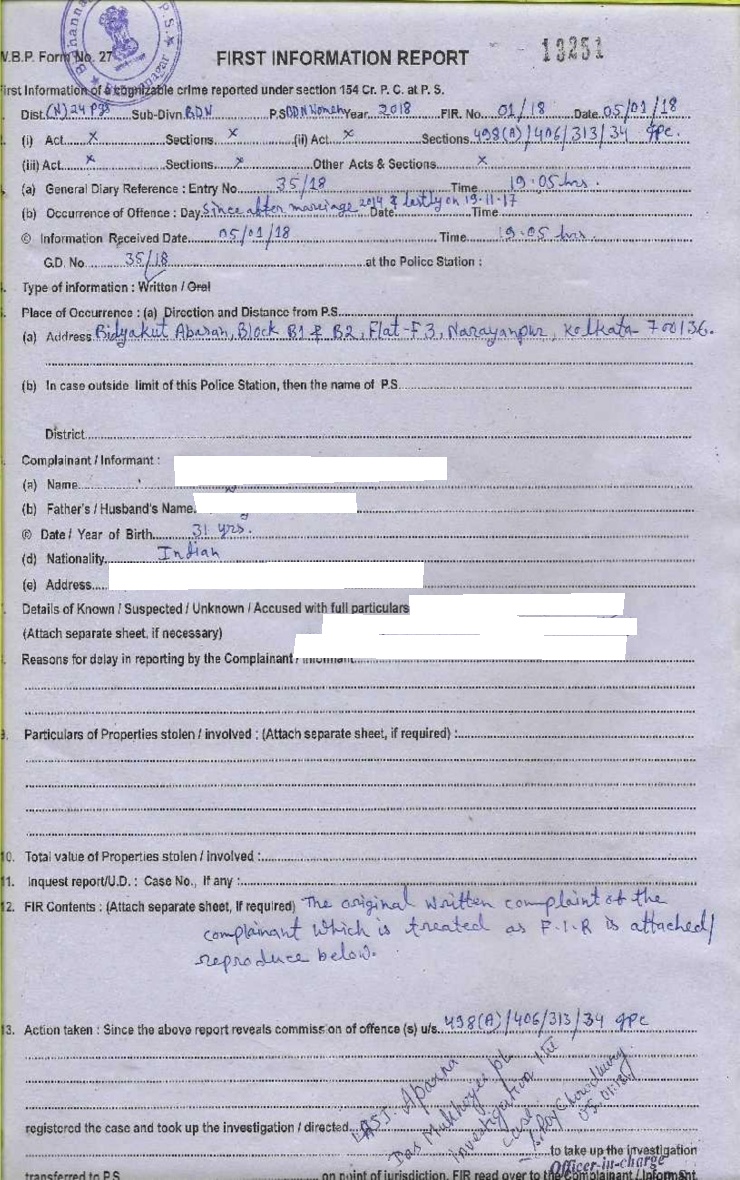 W.B.P. Form No. 27
FIRST INFORMATION REPORT
13251
First Information of a cognizable crime reported under section 154 Cr. P. C. at P. S.
Dist. (N) 24 Pgs Sub-Divn. BDN P.S BDN Women Year 2018 FIR. No. 01/18 Date 05/01/18
(i) Act x Sections x (ii) Act x Sections 498(A)/406/313/34 IPC.
(iii) Act x Sections x Other Acts & Sections x
(a) General Diary Reference : Entry No 35/18 Time 19.05 hrs.
(b) Occurrence of Offence : Day Since after marriage 2014 & lastly on 19-11-17 Date Time
© Information Received Date 05/01/18 Time 19.05 hrs.
G.D. No. 35/18 at the Police Station :
Type of information : Written / Oral
Place of Occurrence : (a) Direction and Distance from P.S.
(a) Address Bidyakut Abasan, Block B1 & B2, Flat-F3, Narayanpur, Kolkata 700136.
(b) In case outside limit of this Police Station, then the name of P.S.
District
Complainant / Informant :
(a) Name
(b) Father's / Husband's Name
© Date / Year of Birth 31 yrs.
(d) Nationality Indian
(e) Address
Details of Known / Suspected / Unknown / Accused with full particulars
(Attach separate sheet, if necessary)
Reasons for delay in reporting by the Complainant / Informant
9. Particulars of Properties stolen / involved : (Attach separate sheet, if required) :
10. Total value of Properties stolen / involved :
11. Inquest report/U.D. : Case No., If any :
12. FIR Contents : (Attach separate sheet, if required) The original written complaint of the
complainant which is treated as F.I.R is attached/
reproduce below.
13. Action taken : Since the above report reveals commission of offence (s) u/s. 498(A)/406/313/34 IPC
registered the case and took up the investigation / directed ASI Aparna
Das Mukherjee
Investigation
case
05.01.18
to take up the investigation
Officer-in-charge
transferred to P.S. on point of jurisdiction. FIR read over to the Complainant / Informant